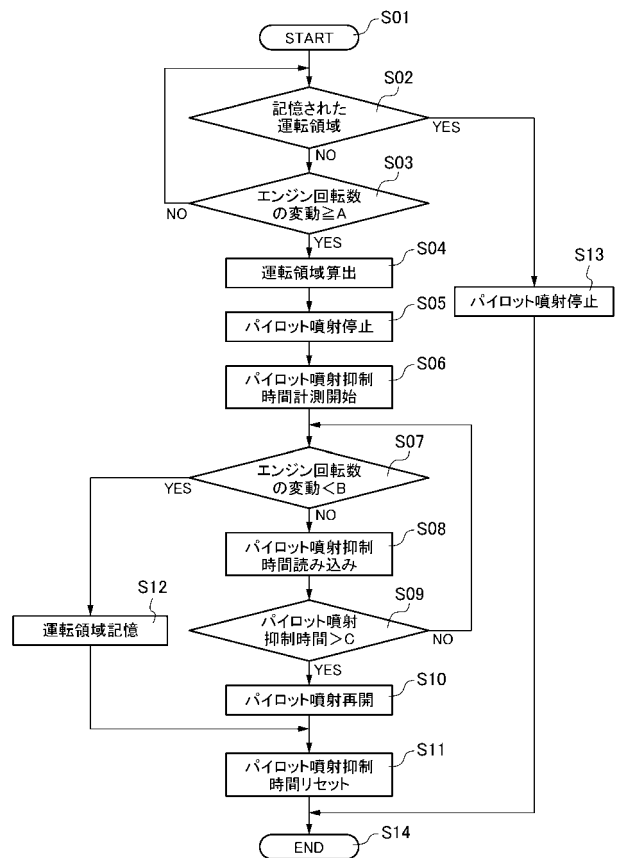 START
S01
記憶された
運転領域
S02
YES
NO
エンジン回転数
の変動≧A
S03
NO
YES
運転領域算出
S04
パイロット噴射停止
S13
パイロット噴射停止
S05
パイロット噴射抑制
時間計測開始
S06
エンジン回転数
の変動<B
S07
YES
NO
パイロット噴射抑制
時間読み込み
S08
運転領域記憶
S12
パイロット噴射
抑制時間>C
S09
NO
YES
パイロット噴射再開
S10
パイロット噴射抑制
時間リセット
S11
END
S14